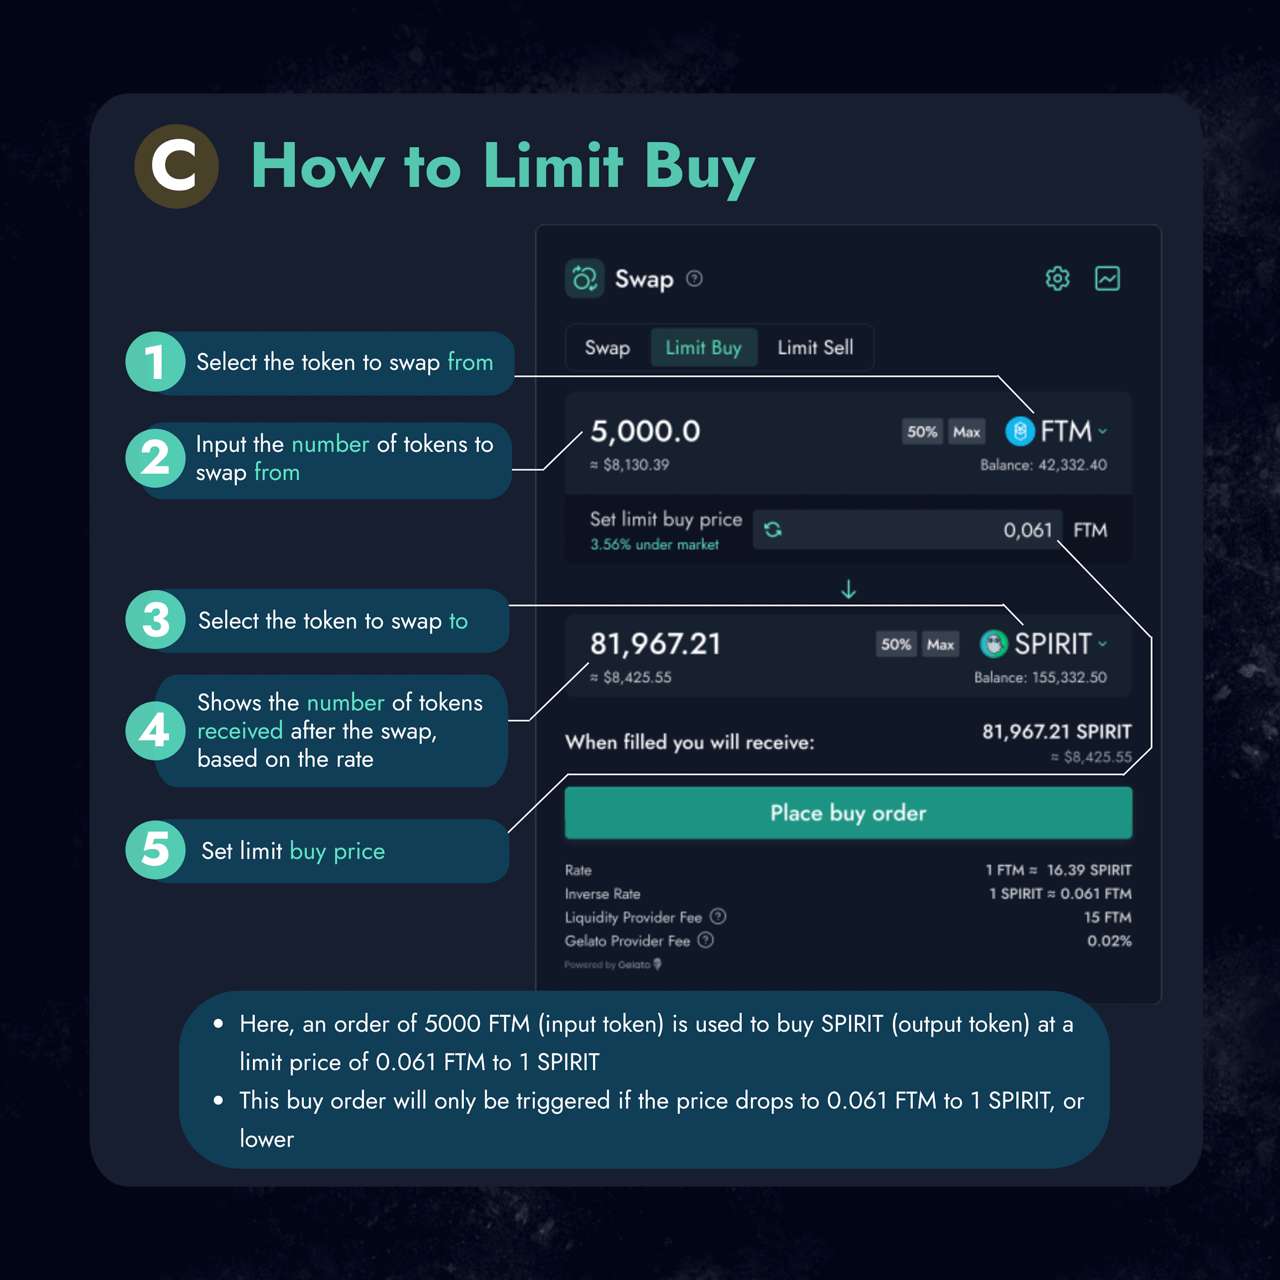 C How to Limit Buy
Swap
Swap Limit Buy Limit Sell
1 Select the token to swap from
2 Input the number of tokens to
swap from
5,000.0 50% Max FTM
≈ $8,130.39 Balance: 42,332.40
Set limit buy price 0,061 FTM
3.56% under market
3 Select the token to swap to
81,967.21 50% Max SPIRIT
≈ $8,425.55 Balance: 155,332.50
4 Shows the number of tokens
received after the swap,
based on the rate
When filled you will receive: 81,967.21 SPIRIT
≈ $8,425.55
5 Set limit buy price
Place buy order
Rate 1 FTM ≈ 16.39 SPIRIT
Inverse Rate 1 SPIRIT ≈ 0.061 FTM
Liquidity Provider Fee ? 15 FTM
Gelato Provider Fee ? 0.02%
Powered by Gelato
• Here, an order of 5000 FTM (input token) is used to buy SPIRIT (output token) at a
limit price of 0.061 FTM to 1 SPIRIT
• This buy order will only be triggered if the price drops to 0.061 FTM to 1 SPIRIT, or
lower